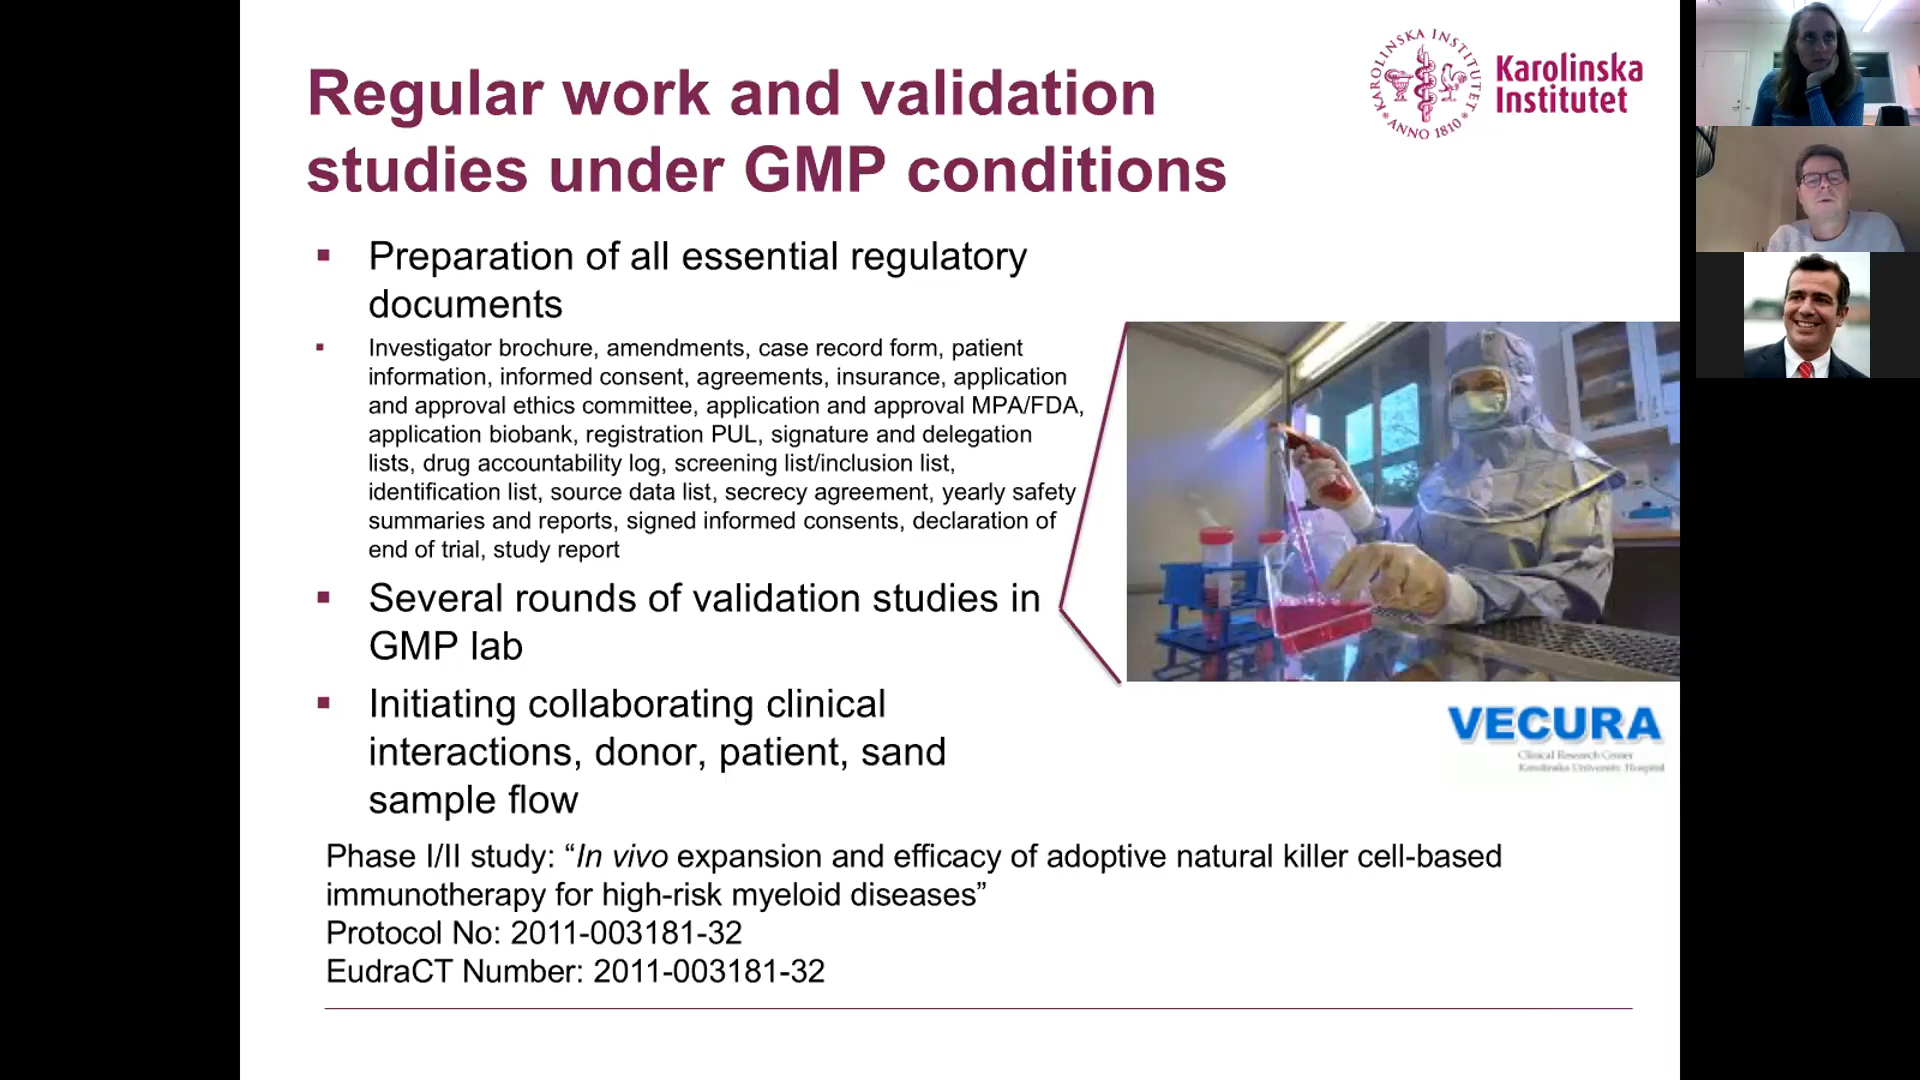 Regular work and validation
studies under GMP conditions
KAROLINSKA INSTITUTET
ANNO 1810
Karolinska
Institutet
Preparation of all essential regulatory
documents
Investigator brochure, amendments, case record form, patient
information, informed consent, agreements, insurance, application
and approval ethics committee, application and approval MPA/FDA,
application biobank, registration PUL, signature and delegation
lists, drug accountability log, screening list/inclusion list,
identification list, source data list, secrecy agreement, yearly safety
summaries and reports, signed informed consents, declaration of
end of trial, study report
Several rounds of validation studies in
GMP lab
Initiating collaborating clinical
interactions, donor, patient, sand
sample flow
VECURA
Clinical Research Center
Karolinska University Hospital
Phase I/II study: “In vivo expansion and efficacy of adoptive natural killer cell-based
immunotherapy for high-risk myeloid diseases”
Protocol No: 2011-003181-32
EudraCT Number: 2011-003181-32